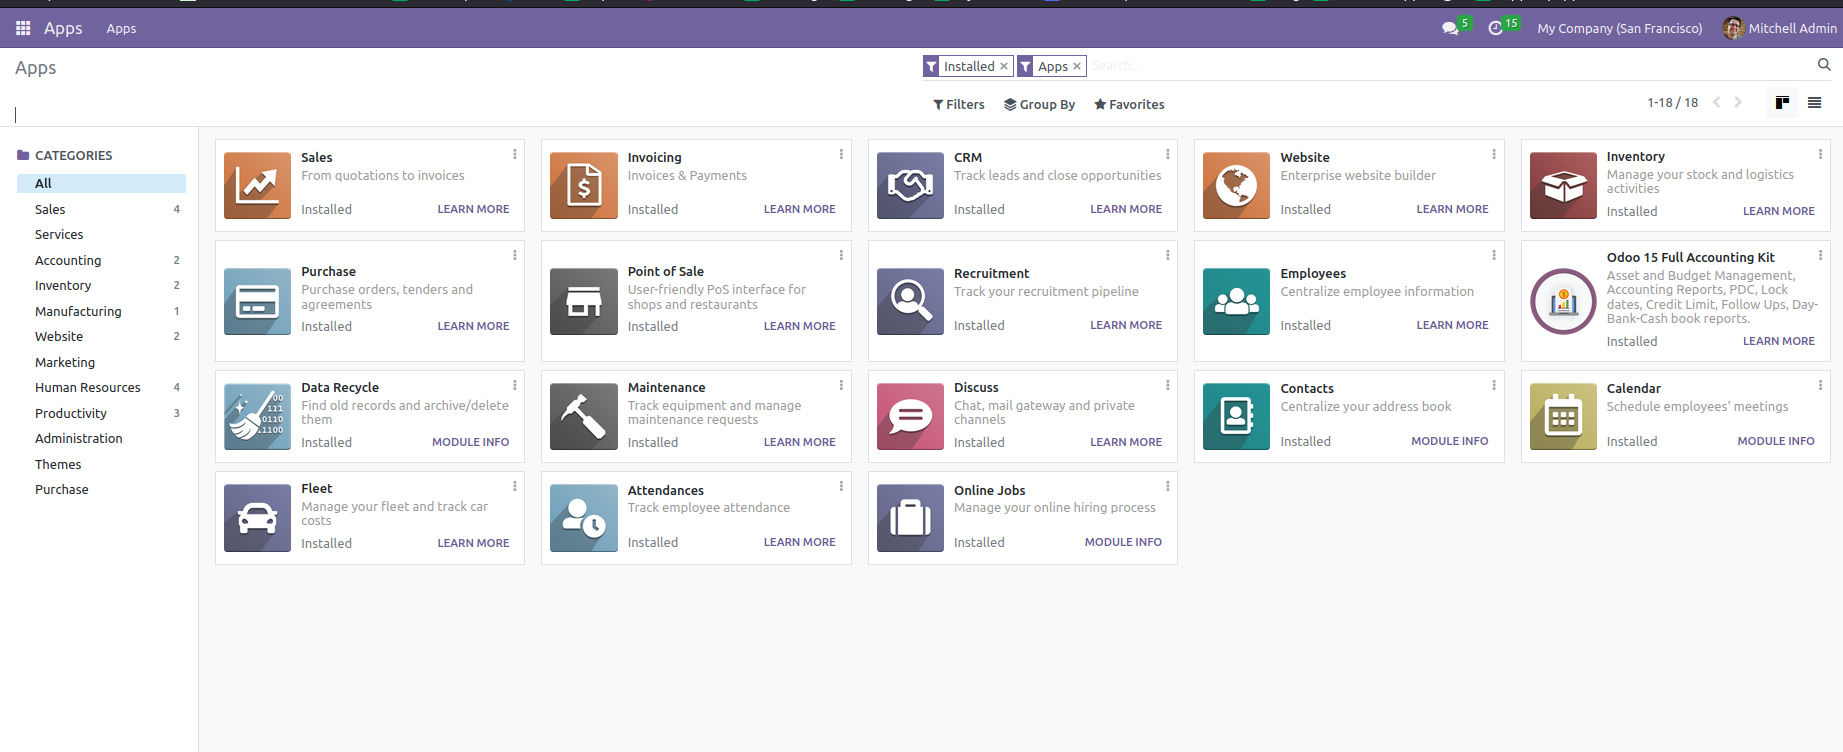 Apps
Apps
5
15
My Company (San Francisco)
Mitchell Admin
Apps
Installed ×
Apps ×
Search...
Filters
Group By
Favorites
1-18 / 18
CATEGORIES
All
Sales 4
Services
Accounting 2
Inventory 2
Manufacturing 1
Website 2
Marketing
Human Resources 4
Productivity 3
Administration
Themes
Purchase
Sales
From quotations to invoices
Installed LEARN MORE
Invoicing
Invoices & Payments
Installed LEARN MORE
CRM
Track leads and close opportunities
Installed LEARN MORE
Website
Enterprise website builder
Installed LEARN MORE
Inventory
Manage your stock and logistics
activities
Installed LEARN MORE
Purchase
Purchase orders, tenders and
agreements
Installed LEARN MORE
Point of Sale
User-friendly PoS interface for
shops and restaurants
Installed LEARN MORE
Recruitment
Track your recruitment pipeline
Installed LEARN MORE
Employees
Centralize employee information
Installed LEARN MORE
Odoo 15 Full Accounting Kit
Asset and Budget Management,
Accounting Reports, PDC, Lock
dates, Credit Limit, Follow Ups, Day-
Bank-Cash book reports.
Installed LEARN MORE
Data Recycle
Find old records and archive/delete
them
Installed MODULE INFO
Maintenance
Track equipment and manage
maintenance requests
Installed LEARN MORE
Discuss
Chat, mail gateway and private
channels
Installed LEARN MORE
Contacts
Centralize your address book
Installed MODULE INFO
Calendar
Schedule employees' meetings
Installed MODULE INFO
Fleet
Manage your fleet and track car
costs
Installed LEARN MORE
Attendances
Track employee attendance
Installed LEARN MORE
Online Jobs
Manage your online hiring process
Installed MODULE INFO